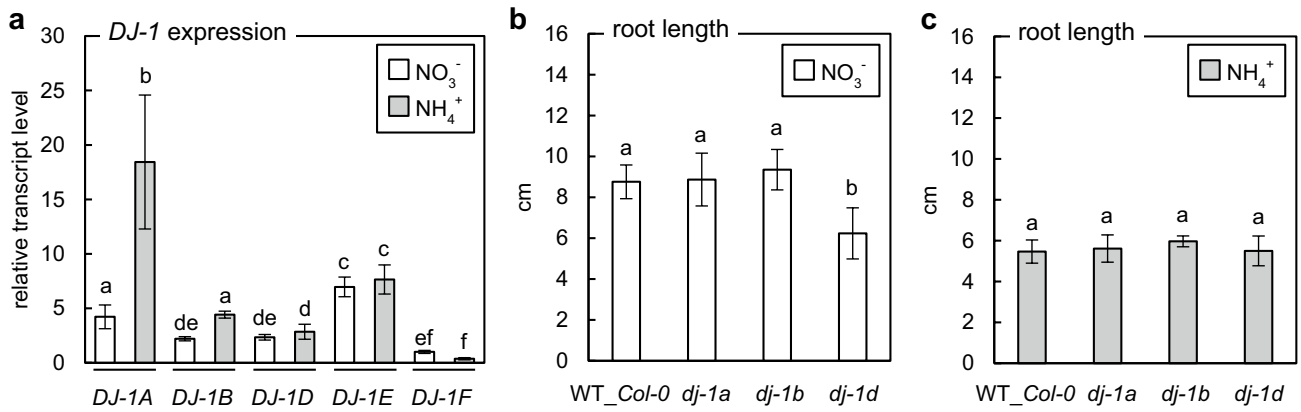 a
DJ-1 expression
NO₃⁻
NH₄⁺
relative transcript level
30
25
20
15
10
5
0
a
b
de
a
de
d
c
c
ef
f
DJ-1A DJ-1B DJ-1D DJ-1E DJ-1F
b
root length
NO₃⁻
cm
16
14
12
10
8
6
4
2
0
a
a
a
b
WT_Col-0 dj-1a dj-1b dj-1d
c
root length
NH₄⁺
cm
16
14
12
10
8
6
4
2
0
a
a
a
a
WT_Col-0 dj-1a dj-1b dj-1d